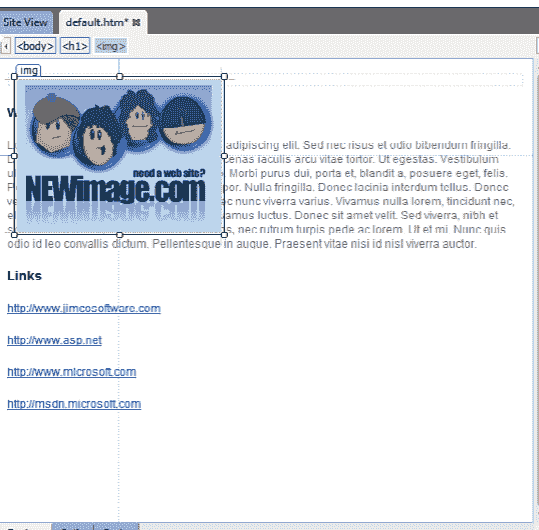 Site View default.htm*
<body> <h1> <img>
img
W
need a web site?
NEWimage.com
L adipiscing elit. Sed nec risus et odio bibendum fringilla.
enas iaculis arcu vitae tortor. Ut egestas. Vestibulum
u Morbi purus dui, porta et, blandit a, posuere eget, felis.
P por. Nulla fringilla. Donec lacinia interdum tellus. Donec
v c nunc viverra varius. Vivamus nulla lorem, tincidunt nec,
e amus luctus. Donec sit amet velit. Sed viverra, nibh et
s s, nec rutrum turpis pede ac lorem. Ut et mi. Nunc quis
odio id leo convallis dictum. Pellentesque in augue. Praesent vitae nisi id nisl viverra auctor.
Links
http://www.jimcosoftware.com
http://www.asp.net
http://www.microsoft.com
http://msdn.microsoft.com